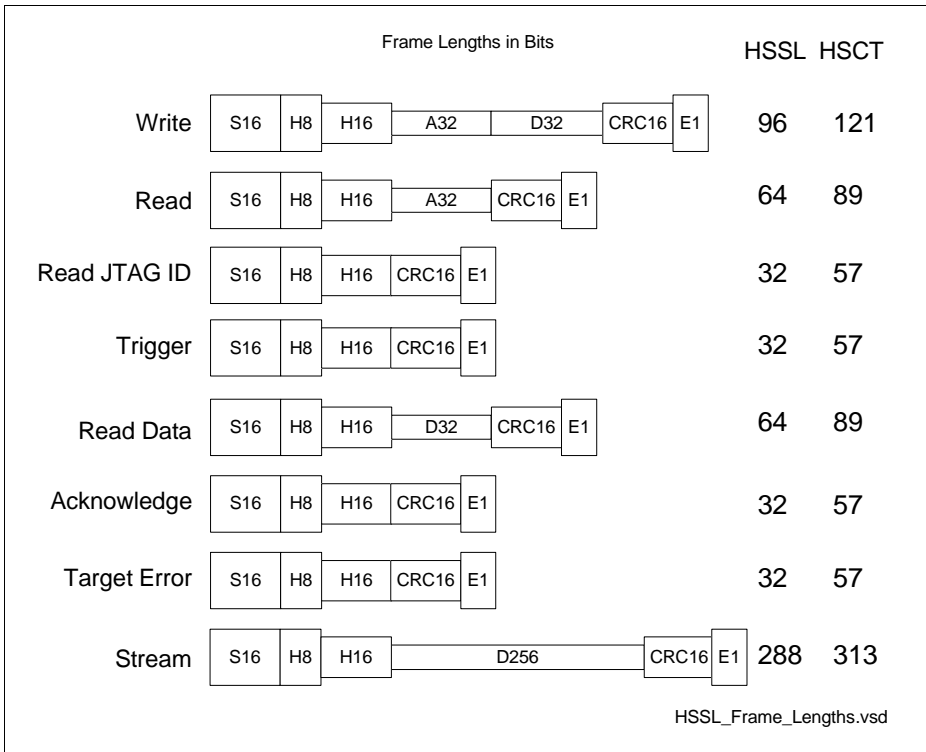 Frame Lengths in Bits
HSSL HSCT
Write S16 H8 H16 A32 D32 CRC16 E1 96 121
Read S16 H8 H16 A32 CRC16 E1 64 89
Read JTAG ID S16 H8 H16 CRC16 E1 32 57
Trigger S16 H8 H16 CRC16 E1 32 57
Read Data S16 H8 H16 D32 CRC16 E1 64 89
Acknowledge S16 H8 H16 CRC16 E1 32 57
Target Error S16 H8 H16 CRC16 E1 32 57
Stream S16 H8 H16 D256 CRC16 E1 288 313
HSSL_Frame_Lengths.vsd